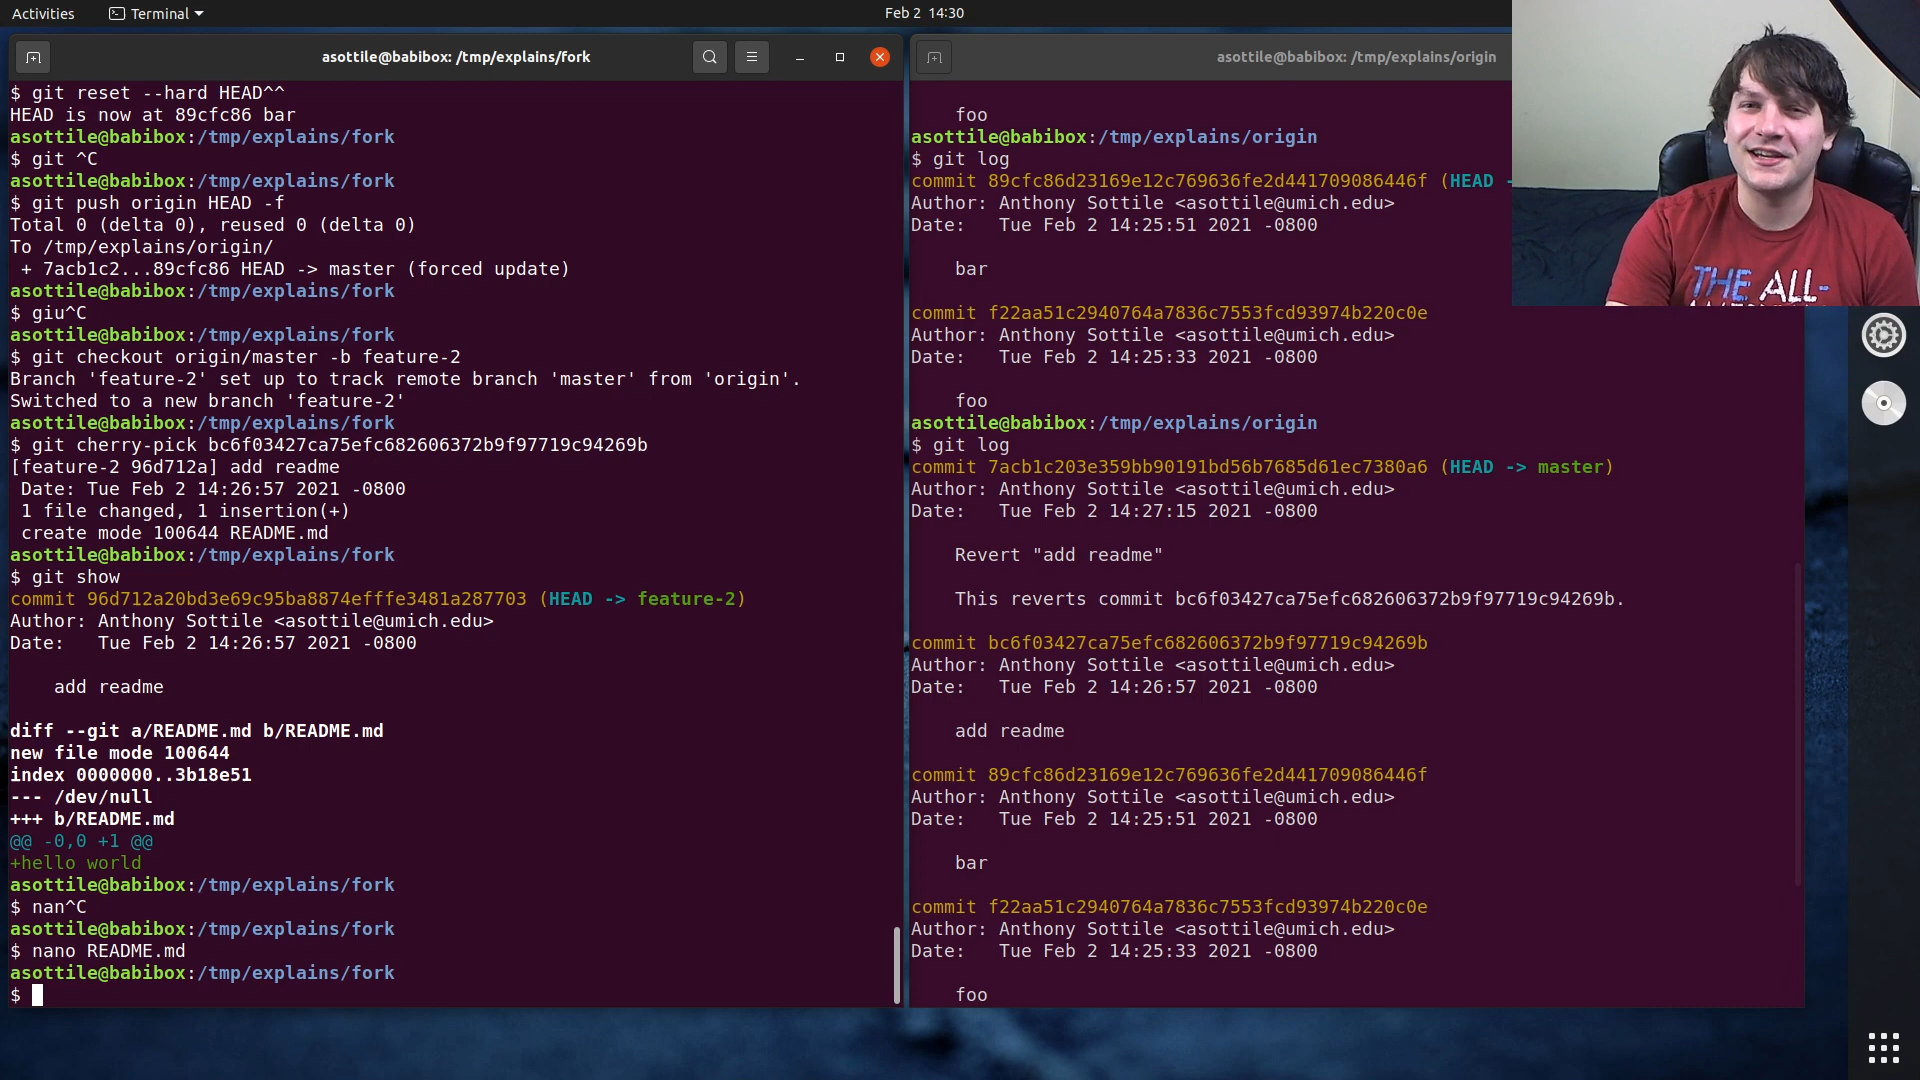 Activities
Terminal
Feb 2 14:30
asottile@babibox: /tmp/explains/fork
$ git reset --hard HEAD^^
HEAD is now at 89cfc86 bar
asottile@babibox:/tmp/explains/fork
$ git ^C
asottile@babibox:/tmp/explains/fork
$ git push origin HEAD -f
Total 0 (delta 0), reused 0 (delta 0)
To /tmp/explains/origin/
 + 7acb1c2...89cfc86 HEAD -> master (forced update)
asottile@babibox:/tmp/explains/fork
$ giu^C
asottile@babibox:/tmp/explains/fork
$ git checkout origin/master -b feature-2
Branch 'feature-2' set up to track remote branch 'master' from 'origin'.
Switched to a new branch 'feature-2'
asottile@babibox:/tmp/explains/fork
$ git cherry-pick bc6f03427ca75efc682606372b9f97719c94269b
[feature-2 96d712a] add readme
 Date: Tue Feb 2 14:26:57 2021 -0800
 1 file changed, 1 insertion(+)
 create mode 100644 README.md
asottile@babibox:/tmp/explains/fork
$ git show
commit 96d712a20bd3e69c95ba8874efffe3481a287703 (HEAD -> feature-2)
Author: Anthony Sottile <asottile@umich.edu>
Date:   Tue Feb 2 14:26:57 2021 -0800
    add readme
diff --git a/README.md b/README.md
new file mode 100644
index 0000000..3b18e51
--- /dev/null
+++ b/README.md
@@ -0,0 +1 @@
+hello world
asottile@babibox:/tmp/explains/fork
$ nan^C
asottile@babibox:/tmp/explains/fork
$ nano README.md
asottile@babibox:/tmp/explains/fork
$
asottile@babibox: /tmp/explains/origin
    foo
asottile@babibox:/tmp/explains/origin
$ git log
commit 89cfc86d23169e12c769636fe2d441709086446f (HEAD -
Author: Anthony Sottile <asottile@umich.edu>
Date:   Tue Feb 2 14:25:51 2021 -0800
    bar
commit f22aa51c2940764a7836c7553fcd93974b220c0e
Author: Anthony Sottile <asottile@umich.edu>
Date:   Tue Feb 2 14:25:33 2021 -0800
    foo
asottile@babibox:/tmp/explains/origin
$ git log
commit 7acb1c203e359bb90191bd56b7685d61ec7380a6 (HEAD -> master)
Author: Anthony Sottile <asottile@umich.edu>
Date:   Tue Feb 2 14:27:15 2021 -0800
    Revert "add readme"
    This reverts commit bc6f03427ca75efc682606372b9f97719c94269b.
commit bc6f03427ca75efc682606372b9f97719c94269b
Author: Anthony Sottile <asottile@umich.edu>
Date:   Tue Feb 2 14:26:57 2021 -0800
    add readme
commit 89cfc86d23169e12c769636fe2d441709086446f
Author: Anthony Sottile <asottile@umich.edu>
Date:   Tue Feb 2 14:25:51 2021 -0800
    bar
commit f22aa51c2940764a7836c7553fcd93974b220c0e
Author: Anthony Sottile <asottile@umich.edu>
Date:   Tue Feb 2 14:25:33 2021 -0800
    foo
THE ALL-